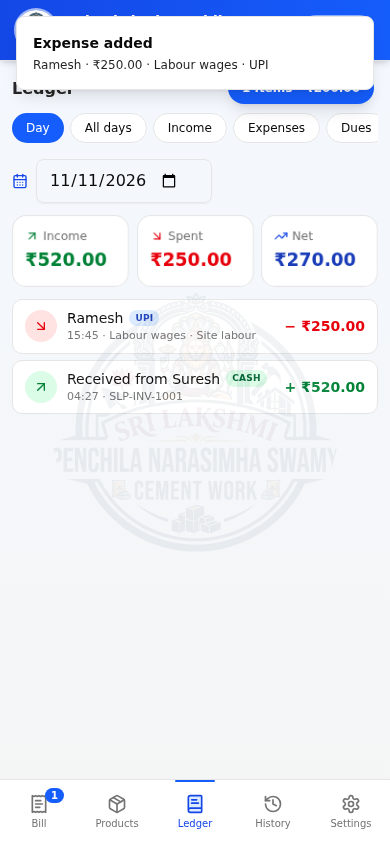 Expense added
Ramesh · ₹250.00 · Labour wages · UPI
Ledger
Day
All days
Income
Expenses
Dues
11/11/2026
Income
₹520.00
Spent
₹250.00
Net
₹270.00
Ramesh UPI
15:45 · Labour wages · Site labour
− ₹250.00
Received from Suresh CASH
04:27 · SLP-INV-1001
+ ₹520.00
SRI LAKSHMI
PENCHILA NARASIMHA SWAMY
CEMENT WORK
1
Bill
Products
Ledger
History
Settings